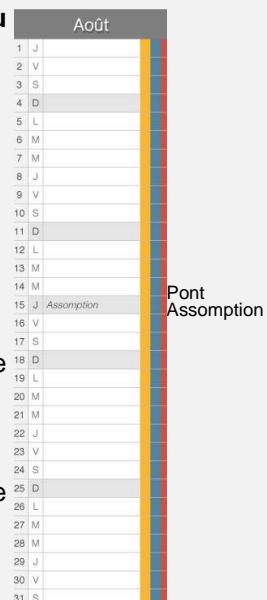 u
Août
1 J
2 V
3 S
4 D
5 L
6 M
7 M
8 J
9 V
10 S
11 D
12 L
13 M
14 M
15 J Assomption
Pont
Assomption
16 V
17 S
e
18 D
19 L
20 M
21 M
22 J
23 V
24 S
e
25 D
26 L
27 M
28 M
29 J
30 V
31 S